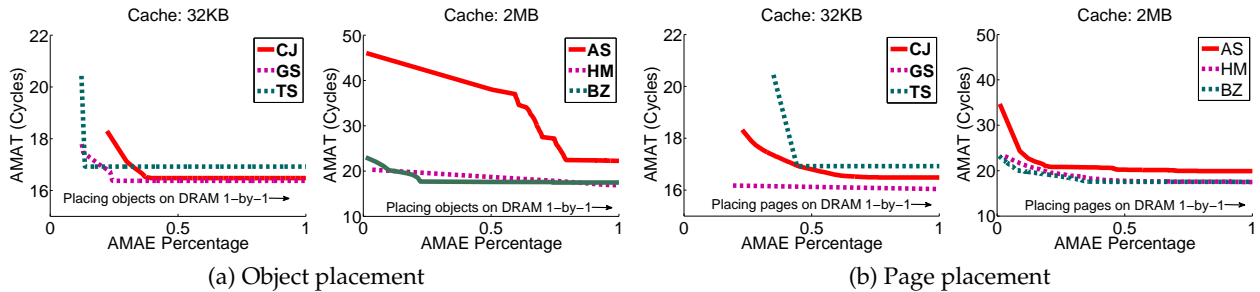 Cache: 32KB
AMAT (Cycles)
22
20
18
16
14
CJ
GS
TS
Placing objects on DRAM 1−by−1
0 0.5 1
AMAE Percentage
Cache: 2MB
AMAT (Cycles)
50
40
30
20
10
AS
HM
BZ
Placing objects on DRAM 1−by−1
0 0.5 1
AMAE Percentage
(a) Object placement
Cache: 32KB
AMAT (Cycles)
22
20
18
16
14
CJ
GS
TS
Placing pages on DRAM 1−by−1
0 0.5 1
AMAE Percentage
Cache: 2MB
AMAT (Cycles)
50
40
30
20
10
AS
HM
BZ
Placing pages on DRAM 1−by−1
0 0.5 1
AMAE Percentage
(b) Page placement